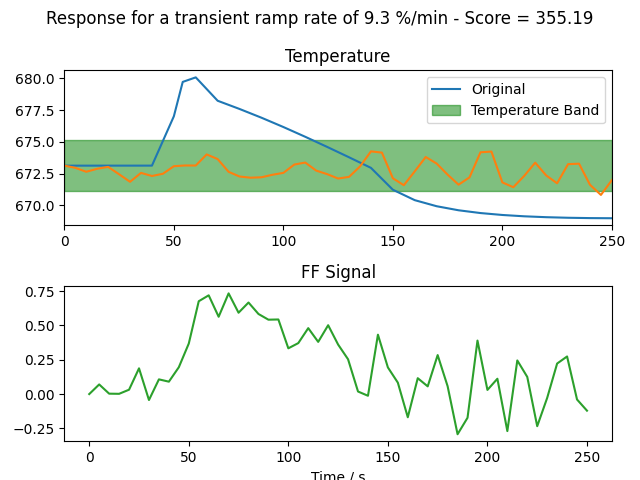 Response for a transient ramp rate of 9.3 %/min - Score = 355.19
Temperature
680.0
677.5
675.0
672.5
670.0
Original
Temperature Band
0 50 100 150 200 250
FF Signal
0.75
0.50
0.25
0.00
−0.25
0 50 100 150 200 250
Time / s